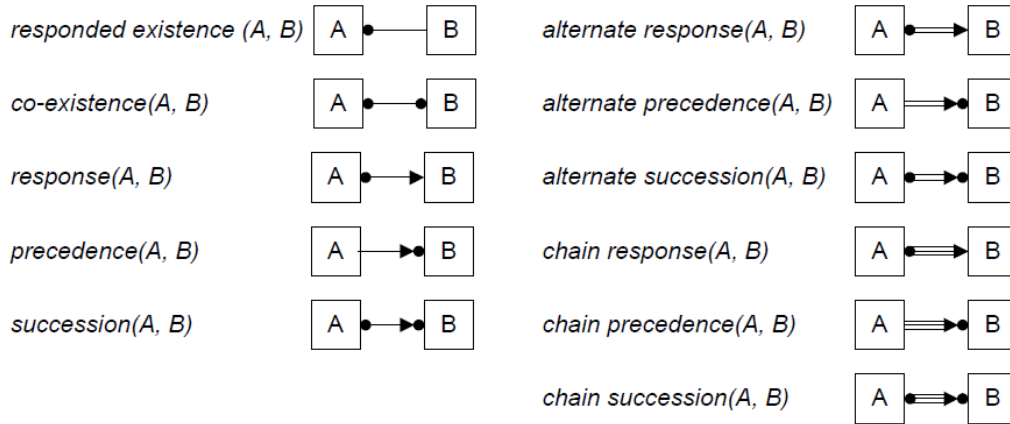 responded existence (A, B) A B
co-existence(A, B) A B
response(A, B) A B
precedence(A, B) A B
succession(A, B) A B
alternate response(A, B) A B
alternate precedence(A, B) A B
alternate succession(A, B) A B
chain response(A, B) A B
chain precedence(A, B) A B
chain succession(A, B) A B